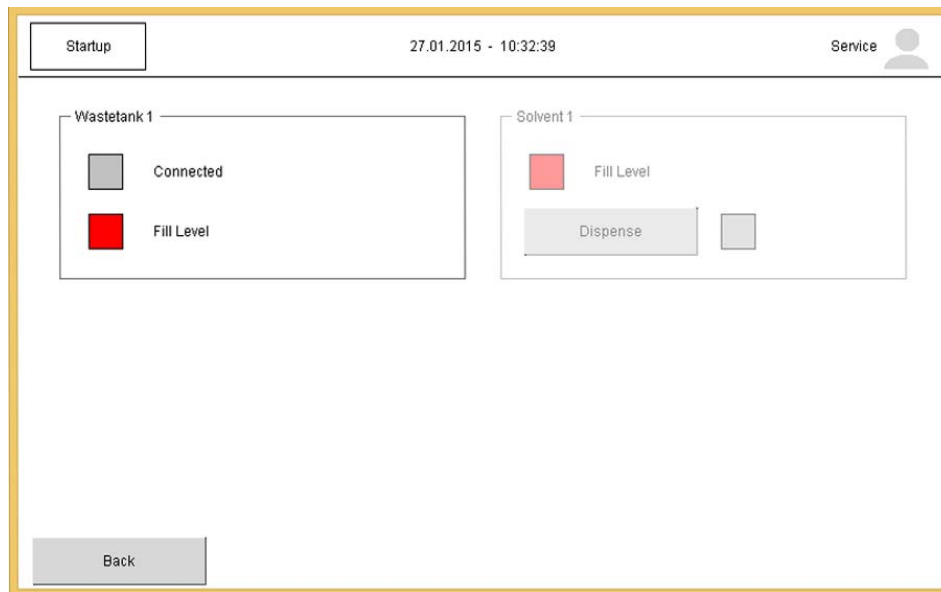 Startup
27.01.2015 - 10:32:39
Service
Wastetank 1
Connected
Fill Level
Solvent 1
Fill Level
Dispense
Back